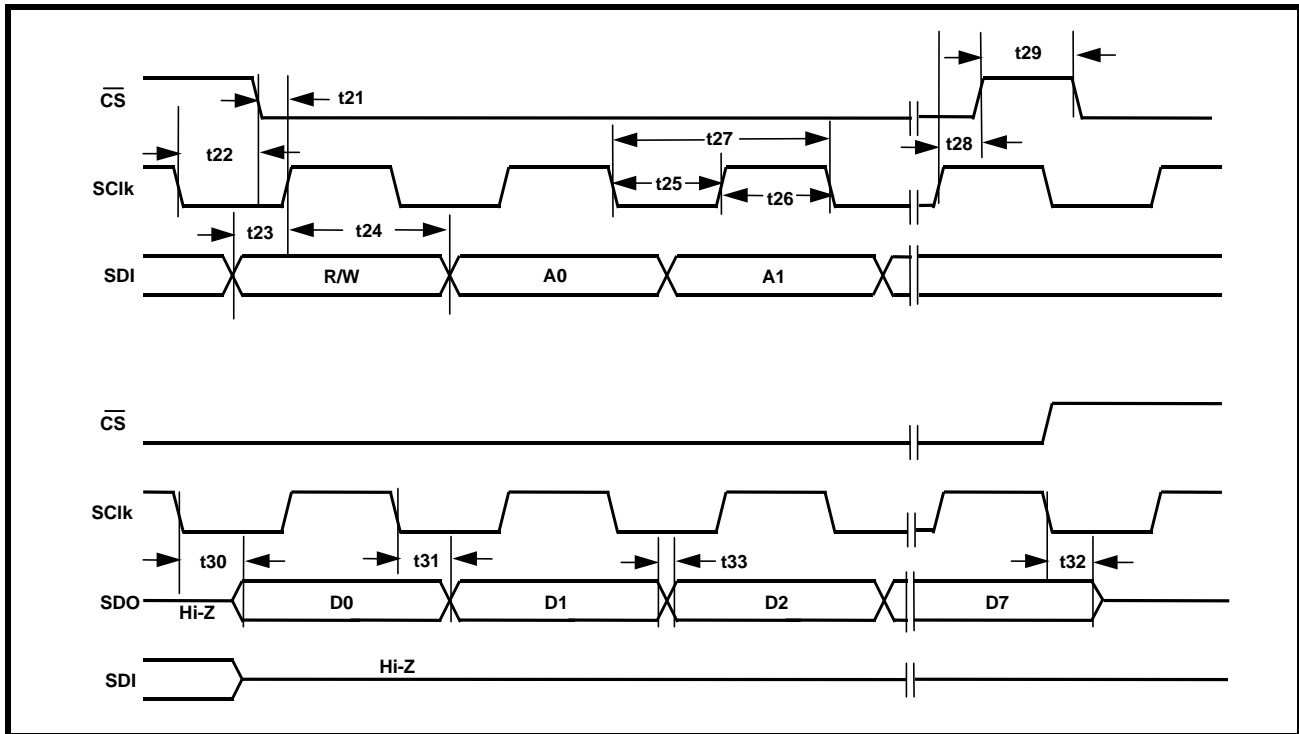 t29
CS
t21
t27
t22
t28
SClk
t25
t26
t23
t24
SDI
R/W
A0
A1
CS
SClk
t30
t31
t33
t32
SDO
Hi-Z
D0
D1
D2
D7
SDI
Hi-Z